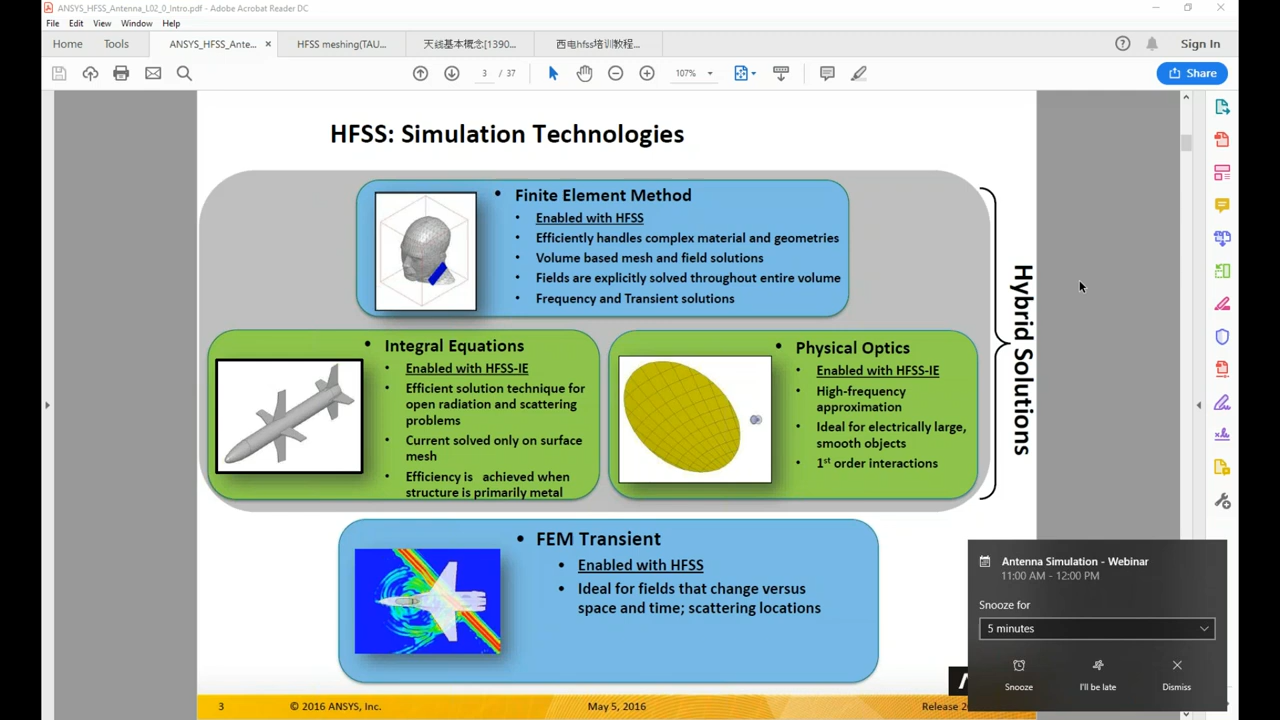 ANSYS_HFSS_Antenna_L02_0_Intro.pdf - Adobe Acrobat Reader DC
File Edit View Window Help
Home Tools ANSYS_HFSS_Ante... × HFSS meshing(TAU... 天线基本概念[1390... 西电hfss培训教程... Sign In
3 / 37 107% Share
HFSS: Simulation Technologies
• Finite Element Method
• Enabled with HFSS
• Efficiently handles complex material and geometries
• Volume based mesh and field solutions
• Fields are explicitly solved throughout entire volume
• Frequency and Transient solutions
• Integral Equations
• Enabled with HFSS-IE
• Efficient solution technique for
open radiation and scattering
problems
• Current solved only on surface
mesh
• Efficiency is achieved when
structure is primarily metal
• Physical Optics
• Enabled with HFSS-IE
• High-frequency
approximation
• Ideal for electrically large,
smooth objects
• 1st order interactions
Hybrid Solutions
• FEM Transient
• Enabled with HFSS
• Ideal for fields that change versus
space and time; scattering locations
3 © 2016 ANSYS, Inc. May 5, 2016 Release
Antenna Simulation - Webinar
11:00 AM - 12:00 PM
Snooze for
5 minutes
Snooze I'll be late Dismiss